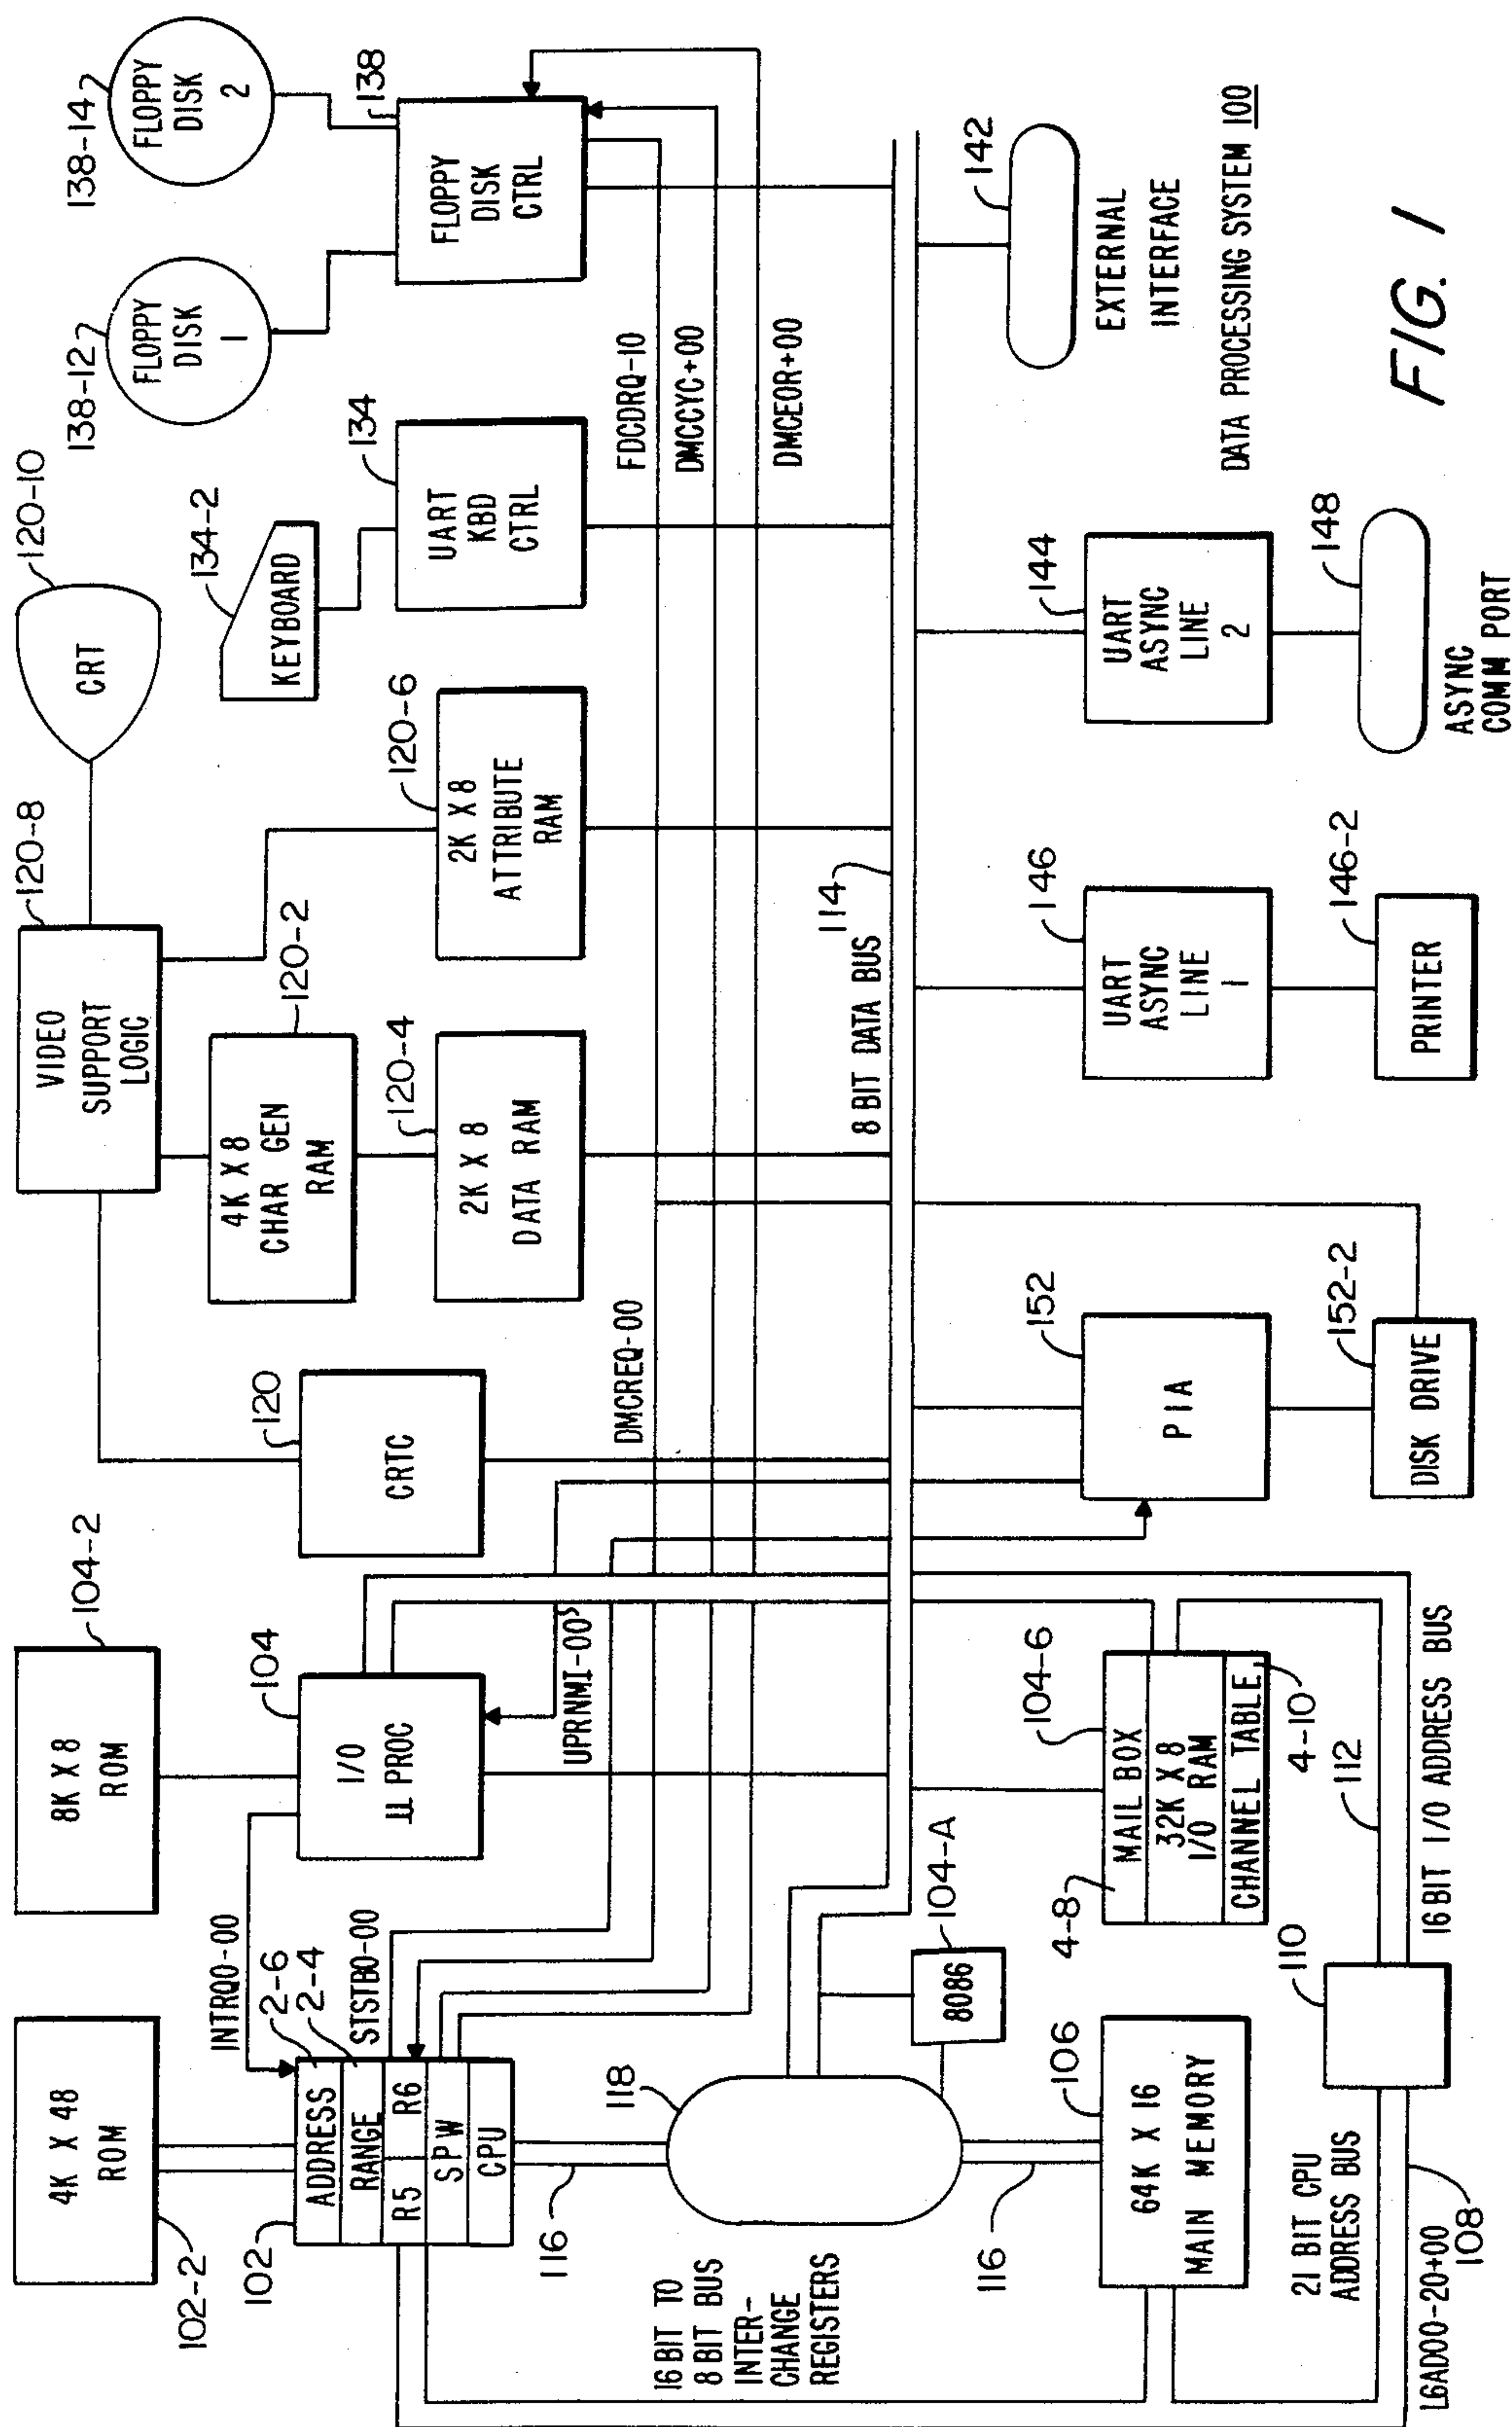 4K X 48
ROM
102-2
8K X 8
ROM
104-2
VIDEO
SUPPORT
LOGIC
120-8
CRT
120-10
FLOPPY
DISK
1
138-12
FLOPPY
DISK
2
138-14
INTRQ0-00
102
ADDRESS
2-6
RANGE
2-4
R5
R6
SPW
CPU
STSTB0-00
I/O
µ PROC
104
UPRNMI-00
CRTC
120
4K X 8
CHAR GEN
RAM
120-2
2K X 8
DATA RAM
120-4
2K X 8
ATTRIBUTE
RAM
120-6
KEYBOARD
134-2
UART
KBD
CTRL
134
FLOPPY
DISK
CTRL
138
DMCREQ-00
FDCDRQ-10
DMCCYC+00
DMCEOR+00
116
118
16 BIT TO
8 BIT BUS
INTER-
CHANGE
REGISTERS
8086
104-A
8 BIT DATA BUS
114
116
64K X 16
MAIN MEMORY
106
MAIL BOX
32K X 8
I/O RAM
CHANNEL TABLE
4-8
104-6
4-10
PIA
152
DISK DRIVE
152-2
UART
ASYNC
LINE
1
146
PRINTER
146-2
UART
ASYNC
LINE
2
144
148
ASYNC
COMM PORT
142
EXTERNAL
INTERFACE
21 BIT CPU
ADDRESS BUS
L6AD00-20+00
108
110
112
16 BIT I/O ADDRESS BUS
DATA PROCESSING SYSTEM 100
FIG. 1